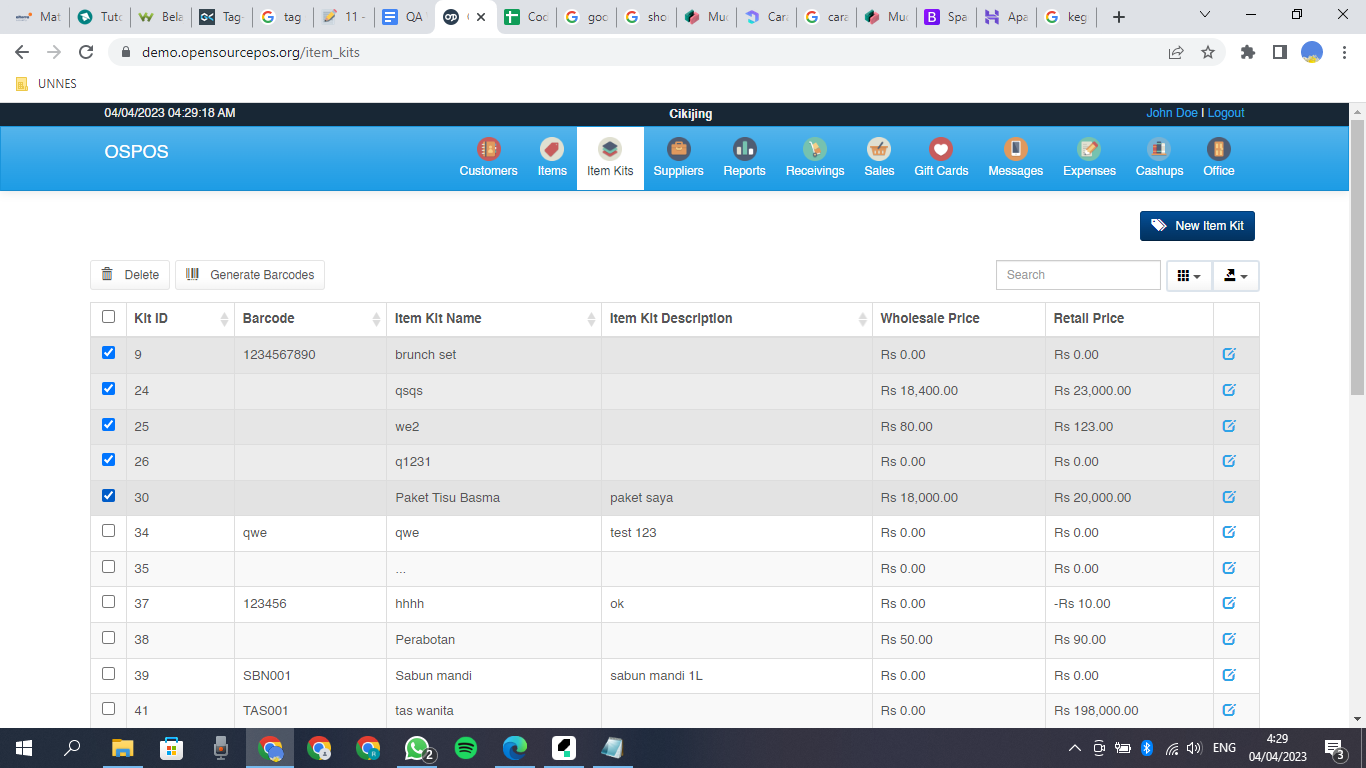 Mat
Tuto
Bela
Tag-
tag
11 -
QA
Cod
goo
sho
Muc
Cara
cara
Muc
Spa
Apa
keg
demo.opensourcepos.org/item_kits
UNNES
04/04/2023 04:29:18 AM
Cikijing
John Doe | Logout
OSPOS
Customers
Items
Item Kits
Suppliers
Reports
Receivings
Sales
Gift Cards
Messages
Expenses
Cashups
Office
New Item Kit
Delete
Generate Barcodes
Search
Kit ID Barcode Item Kit Name Item Kit Description Wholesale Price Retail Price
9 1234567890 brunch set Rs 0.00 Rs 0.00
24 qsqs Rs 18,400.00 Rs 23,000.00
25 we2 Rs 80.00 Rs 123.00
26 q1231 Rs 0.00 Rs 0.00
30 Paket Tisu Basma paket saya Rs 18,000.00 Rs 20,000.00
34 qwe qwe test 123 Rs 0.00 Rs 0.00
35 ... Rs 0.00 Rs 0.00
37 123456 hhhh ok Rs 0.00 -Rs 10.00
38 Perabotan Rs 50.00 Rs 90.00
39 SBN001 Sabun mandi sabun mandi 1L Rs 0.00 Rs 0.00
41 TAS001 tas wanita Rs 0.00 Rs 198,000.00
2
ENG
4:29
04/04/2023
3